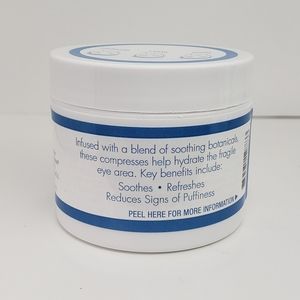 Infused with a blend of soothing botanicals,
these compresses help hydrate the fragile
eye area. Key benefits include:
Soothes • Refreshes
Reduces Signs of Puffiness
PEEL HERE FOR MORE INFORMATION ▶